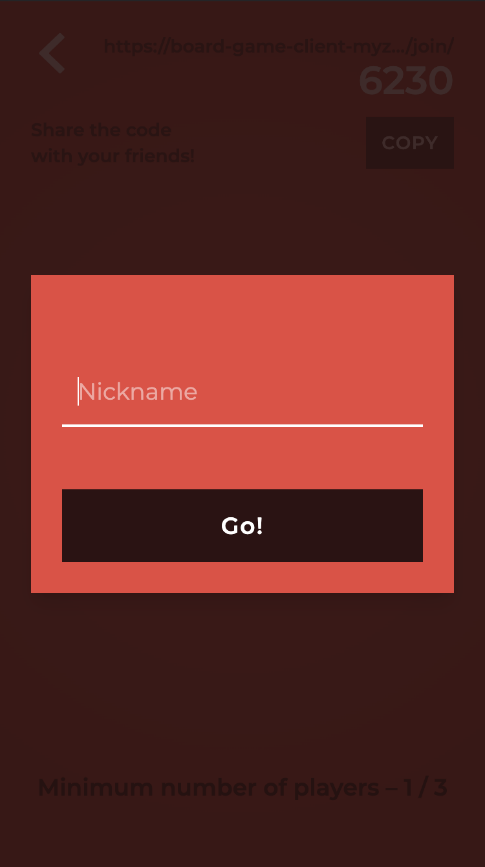 https://board-game-client-myz.../join/
6230
Share the code
with your friends!
COPY
Nickname
Go!
Minimum number of players – 1 / 3